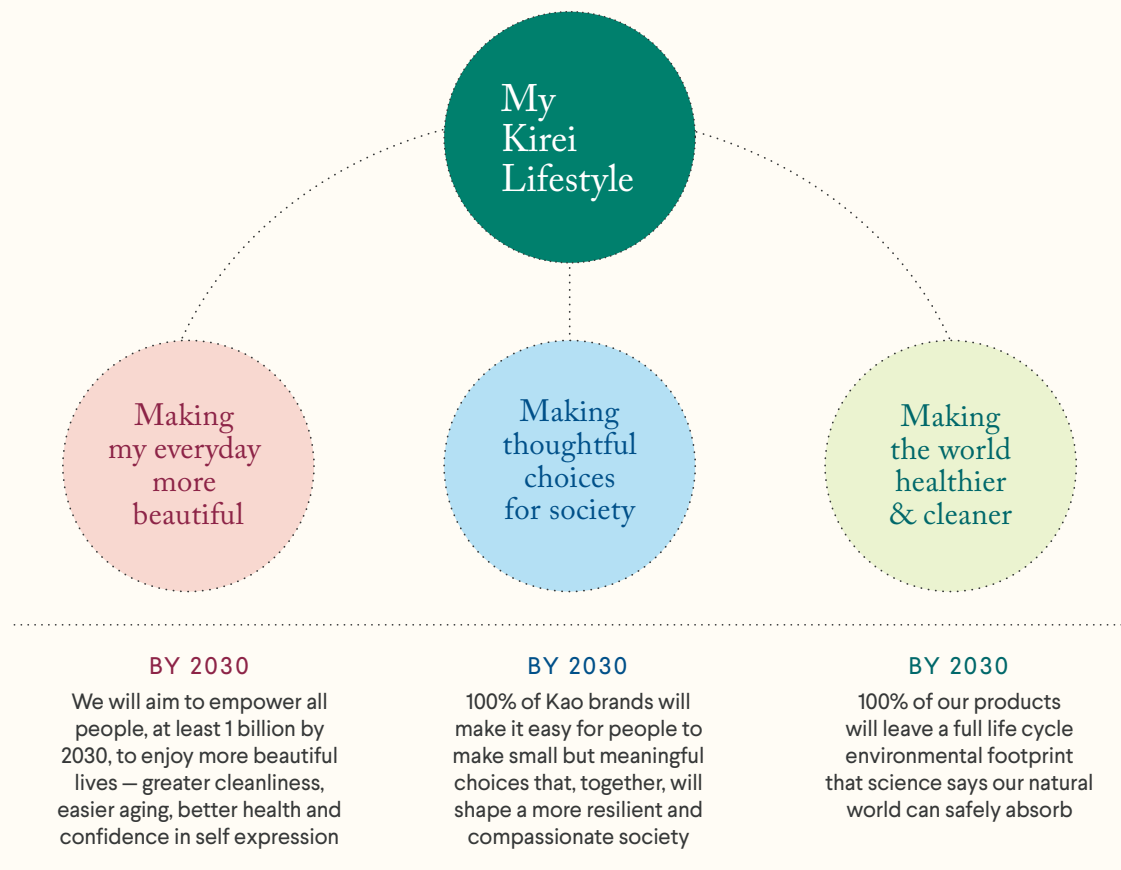 My
Kirei
Lifestyle
Making
my everyday
more
beautiful
Making
thoughtful
choices
for society
Making
the world
healthier
& cleaner
BY 2030
We will aim to empower all
people, at least 1 billion by
2030, to enjoy more beautiful
lives — greater cleanliness,
easier aging, better health and
confidence in self expression
BY 2030
100% of Kao brands will
make it easy for people to
make small but meaningful
choices that, together, will
shape a more resilient and
compassionate society
BY 2030
100% of our products
will leave a full life cycle
environmental footprint
that science says our natural
world can safely absorb